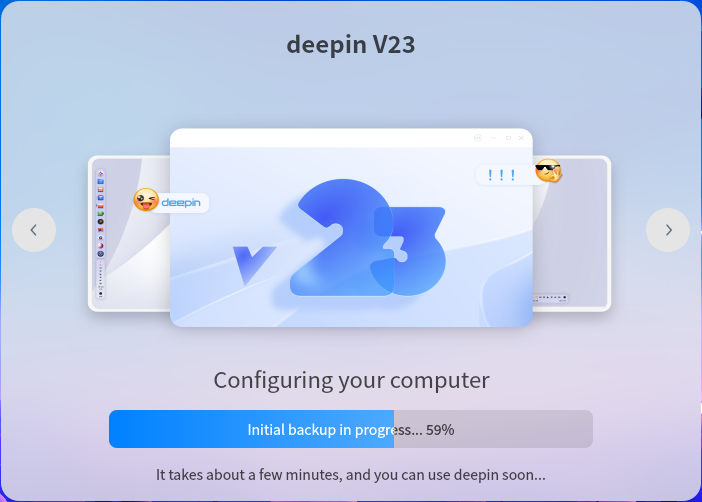 deepin V23
! ! !
deepin
v23
Configuring your computer
Initial backup in progress... 59%
It takes about a few minutes, and you can use deepin soon...